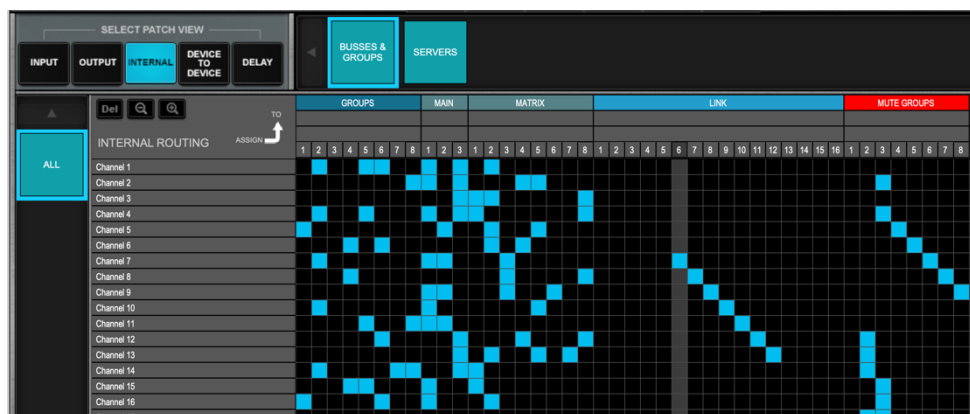 SELECT PATCH VIEW
INPUT
OUTPUT
INTERNAL
DEVICE
TO
DEVICE
DELAY
BUSSES &
GROUPS
SERVERS
Del
TO
INTERNAL ROUTING
ASSIGN
ALL
GROUPS MAIN MATRIX LINK MUTE GROUPS
1 2 3 4 5 6 7 8 1 2 3 1 2 3 4 5 6 7 8 1 2 3 4 5 6 7 8 9 10 11 12 13 14 15 16 1 2 3 4 5 6 7 8
Channel 1
Channel 2
Channel 3
Channel 4
Channel 5
Channel 6
Channel 7
Channel 8
Channel 9
Channel 10
Channel 11
Channel 12
Channel 13
Channel 14
Channel 15
Channel 16